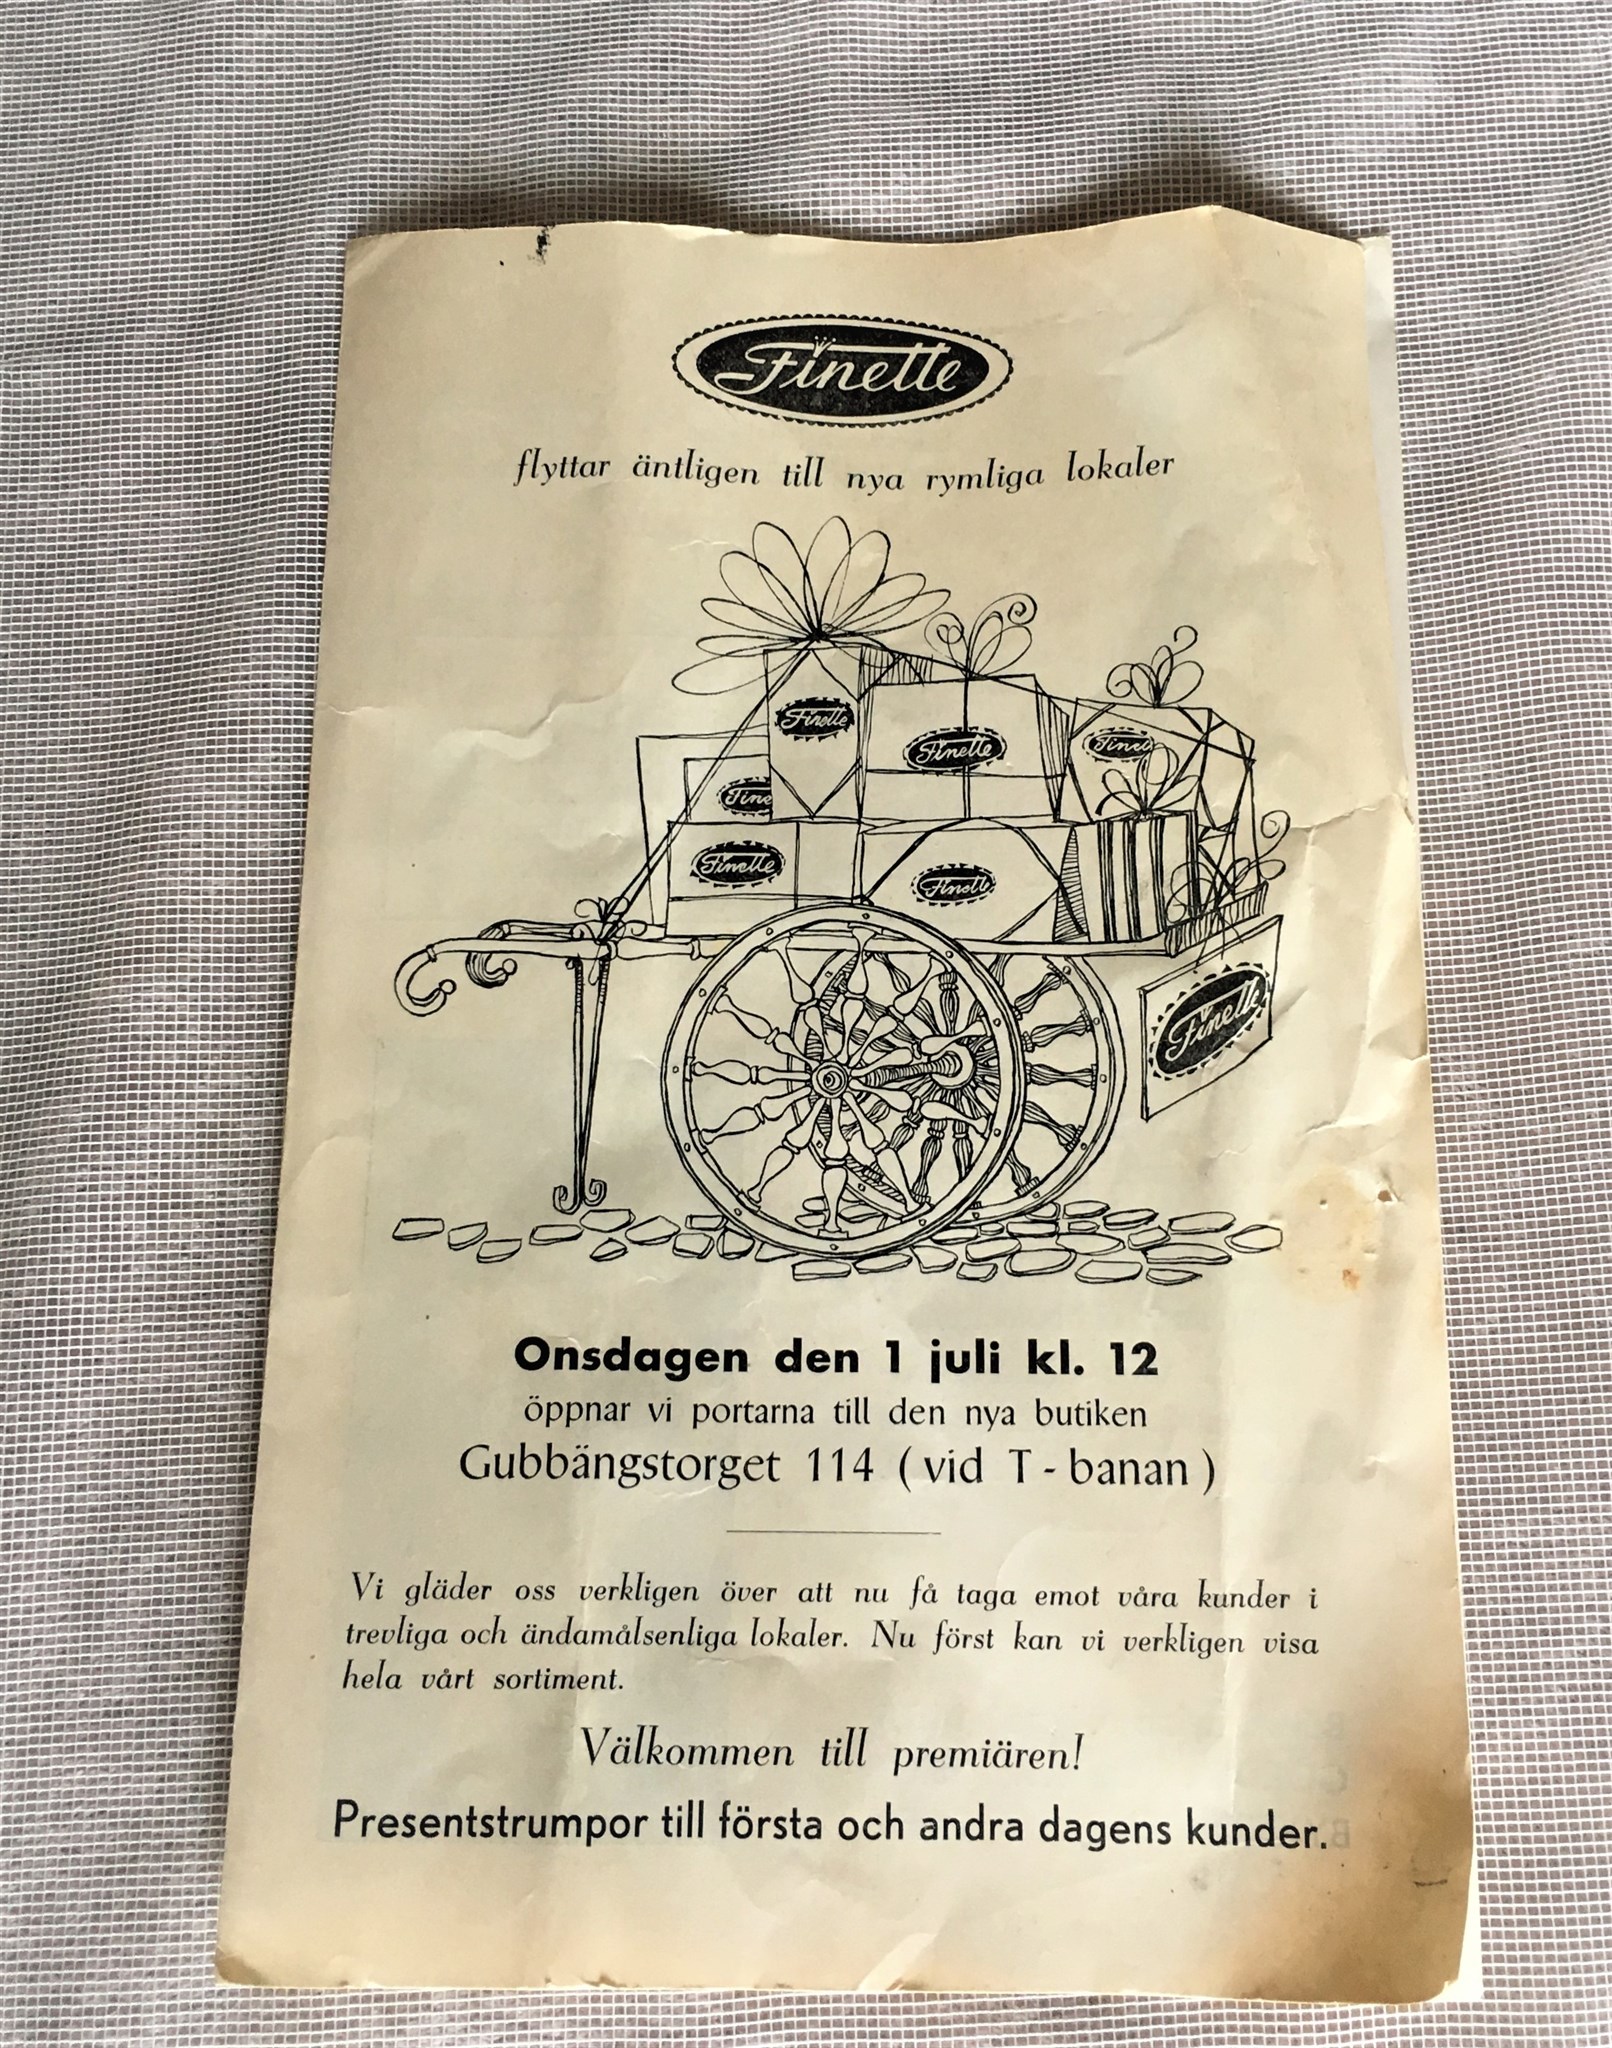 Finette
flyttar äntligen till nya rymliga lokaler
Finette
Finette
Finet
Fine
Finette
Finett
Finette
Onsdagen den 1 juli kl. 12
öppnar vi portarna till den nya butiken
Gubbängstorget 114 ( vid T - banan )
Vi gläder oss verkligen över att nu få taga emot våra kunder i
trevliga och ändamålsenliga lokaler. Nu först kan vi verkligen visa
hela vårt sortiment.
Välkommen till premiären!
Presentstrumpor till första och andra dagens kunder.